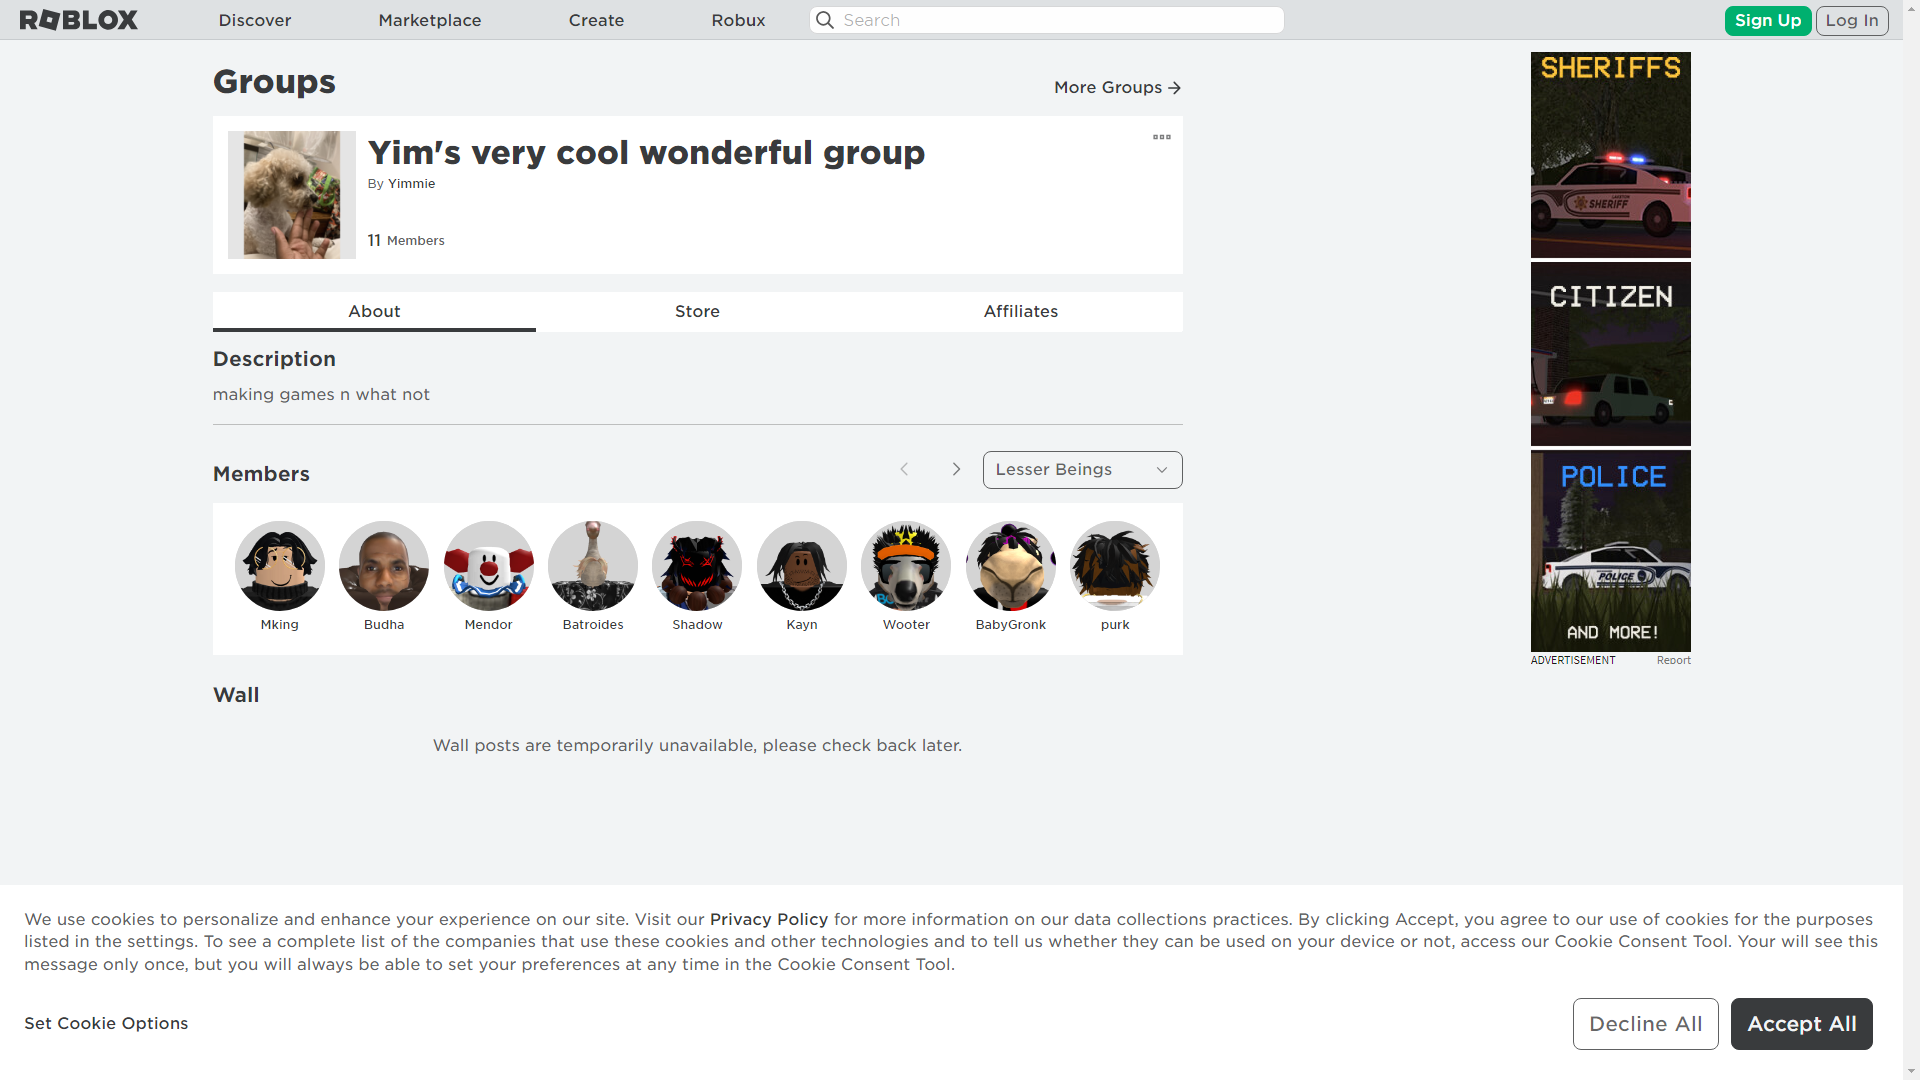 ROBLOX
Discover
Marketplace
Create
Robux
Search
Sign Up
Log In
Groups
More Groups
Yim's very cool wonderful group
By Yimmie
11 Members
About
Store
Affiliates
Description
making games n what not
Members
Lesser Beings
Mking
Budha
Mendor
Batroides
Shadow
Kayn
Wooter
BabyGronk
purk
Wall
Wall posts are temporarily unavailable, please check back later.
SHERIFFS
SHERIFF
CITIZEN
POLICE
POLICE
AND MORE!
ADVERTISEMENT
Report
We use cookies to personalize and enhance your experience on our site. Visit our Privacy Policy for more information on our data collections practices. By clicking Accept, you agree to our use of cookies for the purposes
listed in the settings. To see a complete list of the companies that use these cookies and other technologies and to tell us whether they can be used on your device or not, access our Cookie Consent Tool. Your will see this
message only once, but you will always be able to set your preferences at any time in the Cookie Consent Tool.
Set Cookie Options
Decline All
Accept All